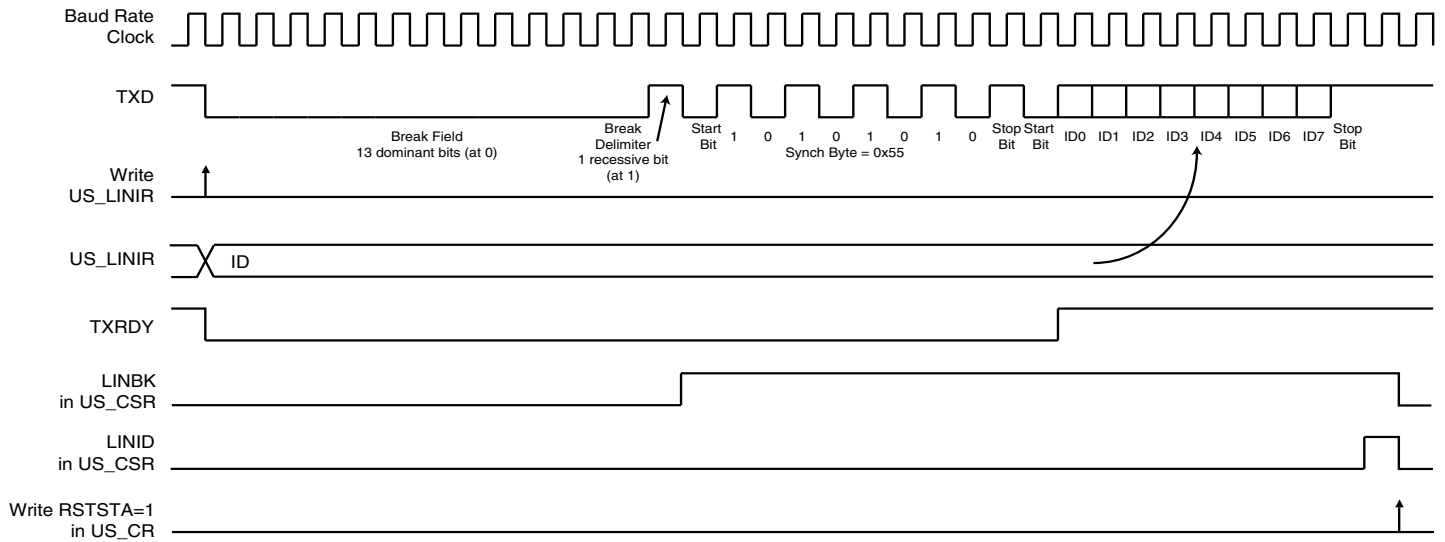 Baud Rate
Clock
TXD
Break Field
13 dominant bits (at 0)
Break
Delimiter
1 recessive bit
(at 1)
Start
Bit
1 0 1 0 1 0 1 0
Synch Byte = 0x55
Stop
Bit
Start
Bit
ID0 ID1 ID2 ID3 ID4 ID5 ID6 ID7
Stop
Bit
Write
US_LINIR
US_LINIR
ID
TXRDY
LINBK
in US_CSR
LINID
in US_CSR
Write RSTSTA=1
in US_CR